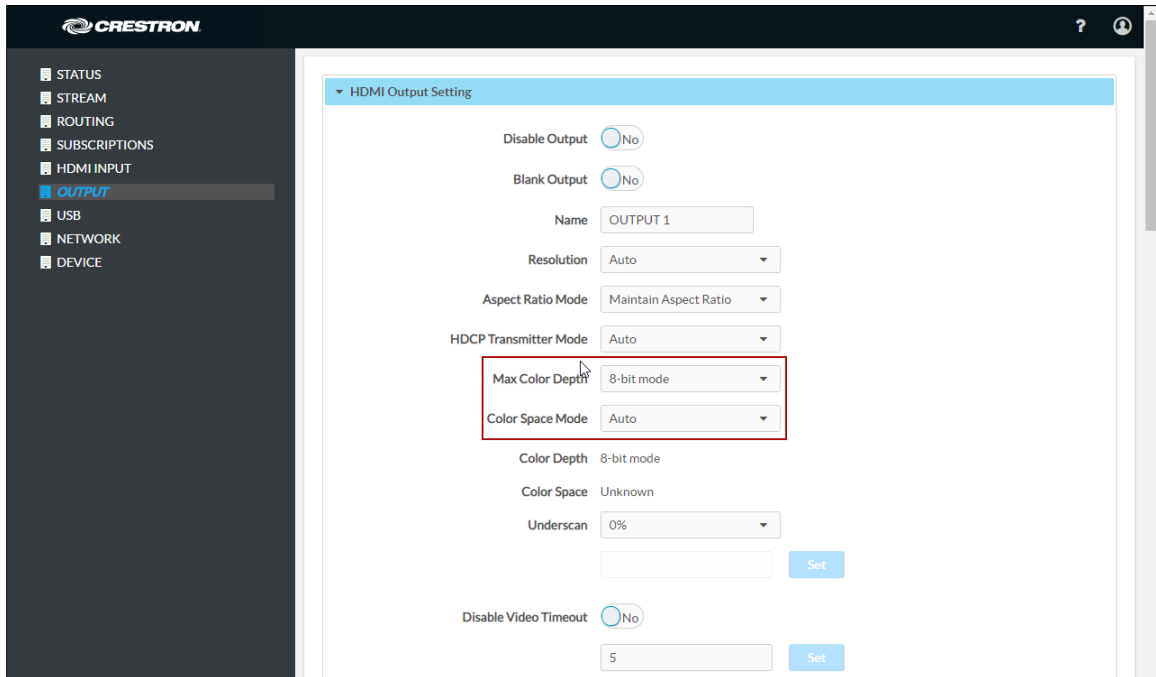 CRESTRON
?
STATUS
STREAM
ROUTING
SUBSCRIPTIONS
HDMI INPUT
OUTPUT
USB
NETWORK
DEVICE
HDMI Output Setting
Disable Output No
Blank Output No
Name OUTPUT 1
Resolution Auto
Aspect Ratio Mode Maintain Aspect Ratio
HDCP Transmitter Mode Auto
Max Color Depth 8-bit mode
Color Space Mode Auto
Color Depth 8-bit mode
Color Space Unknown
Underscan 0%
Set
Disable Video Timeout No
5 Set